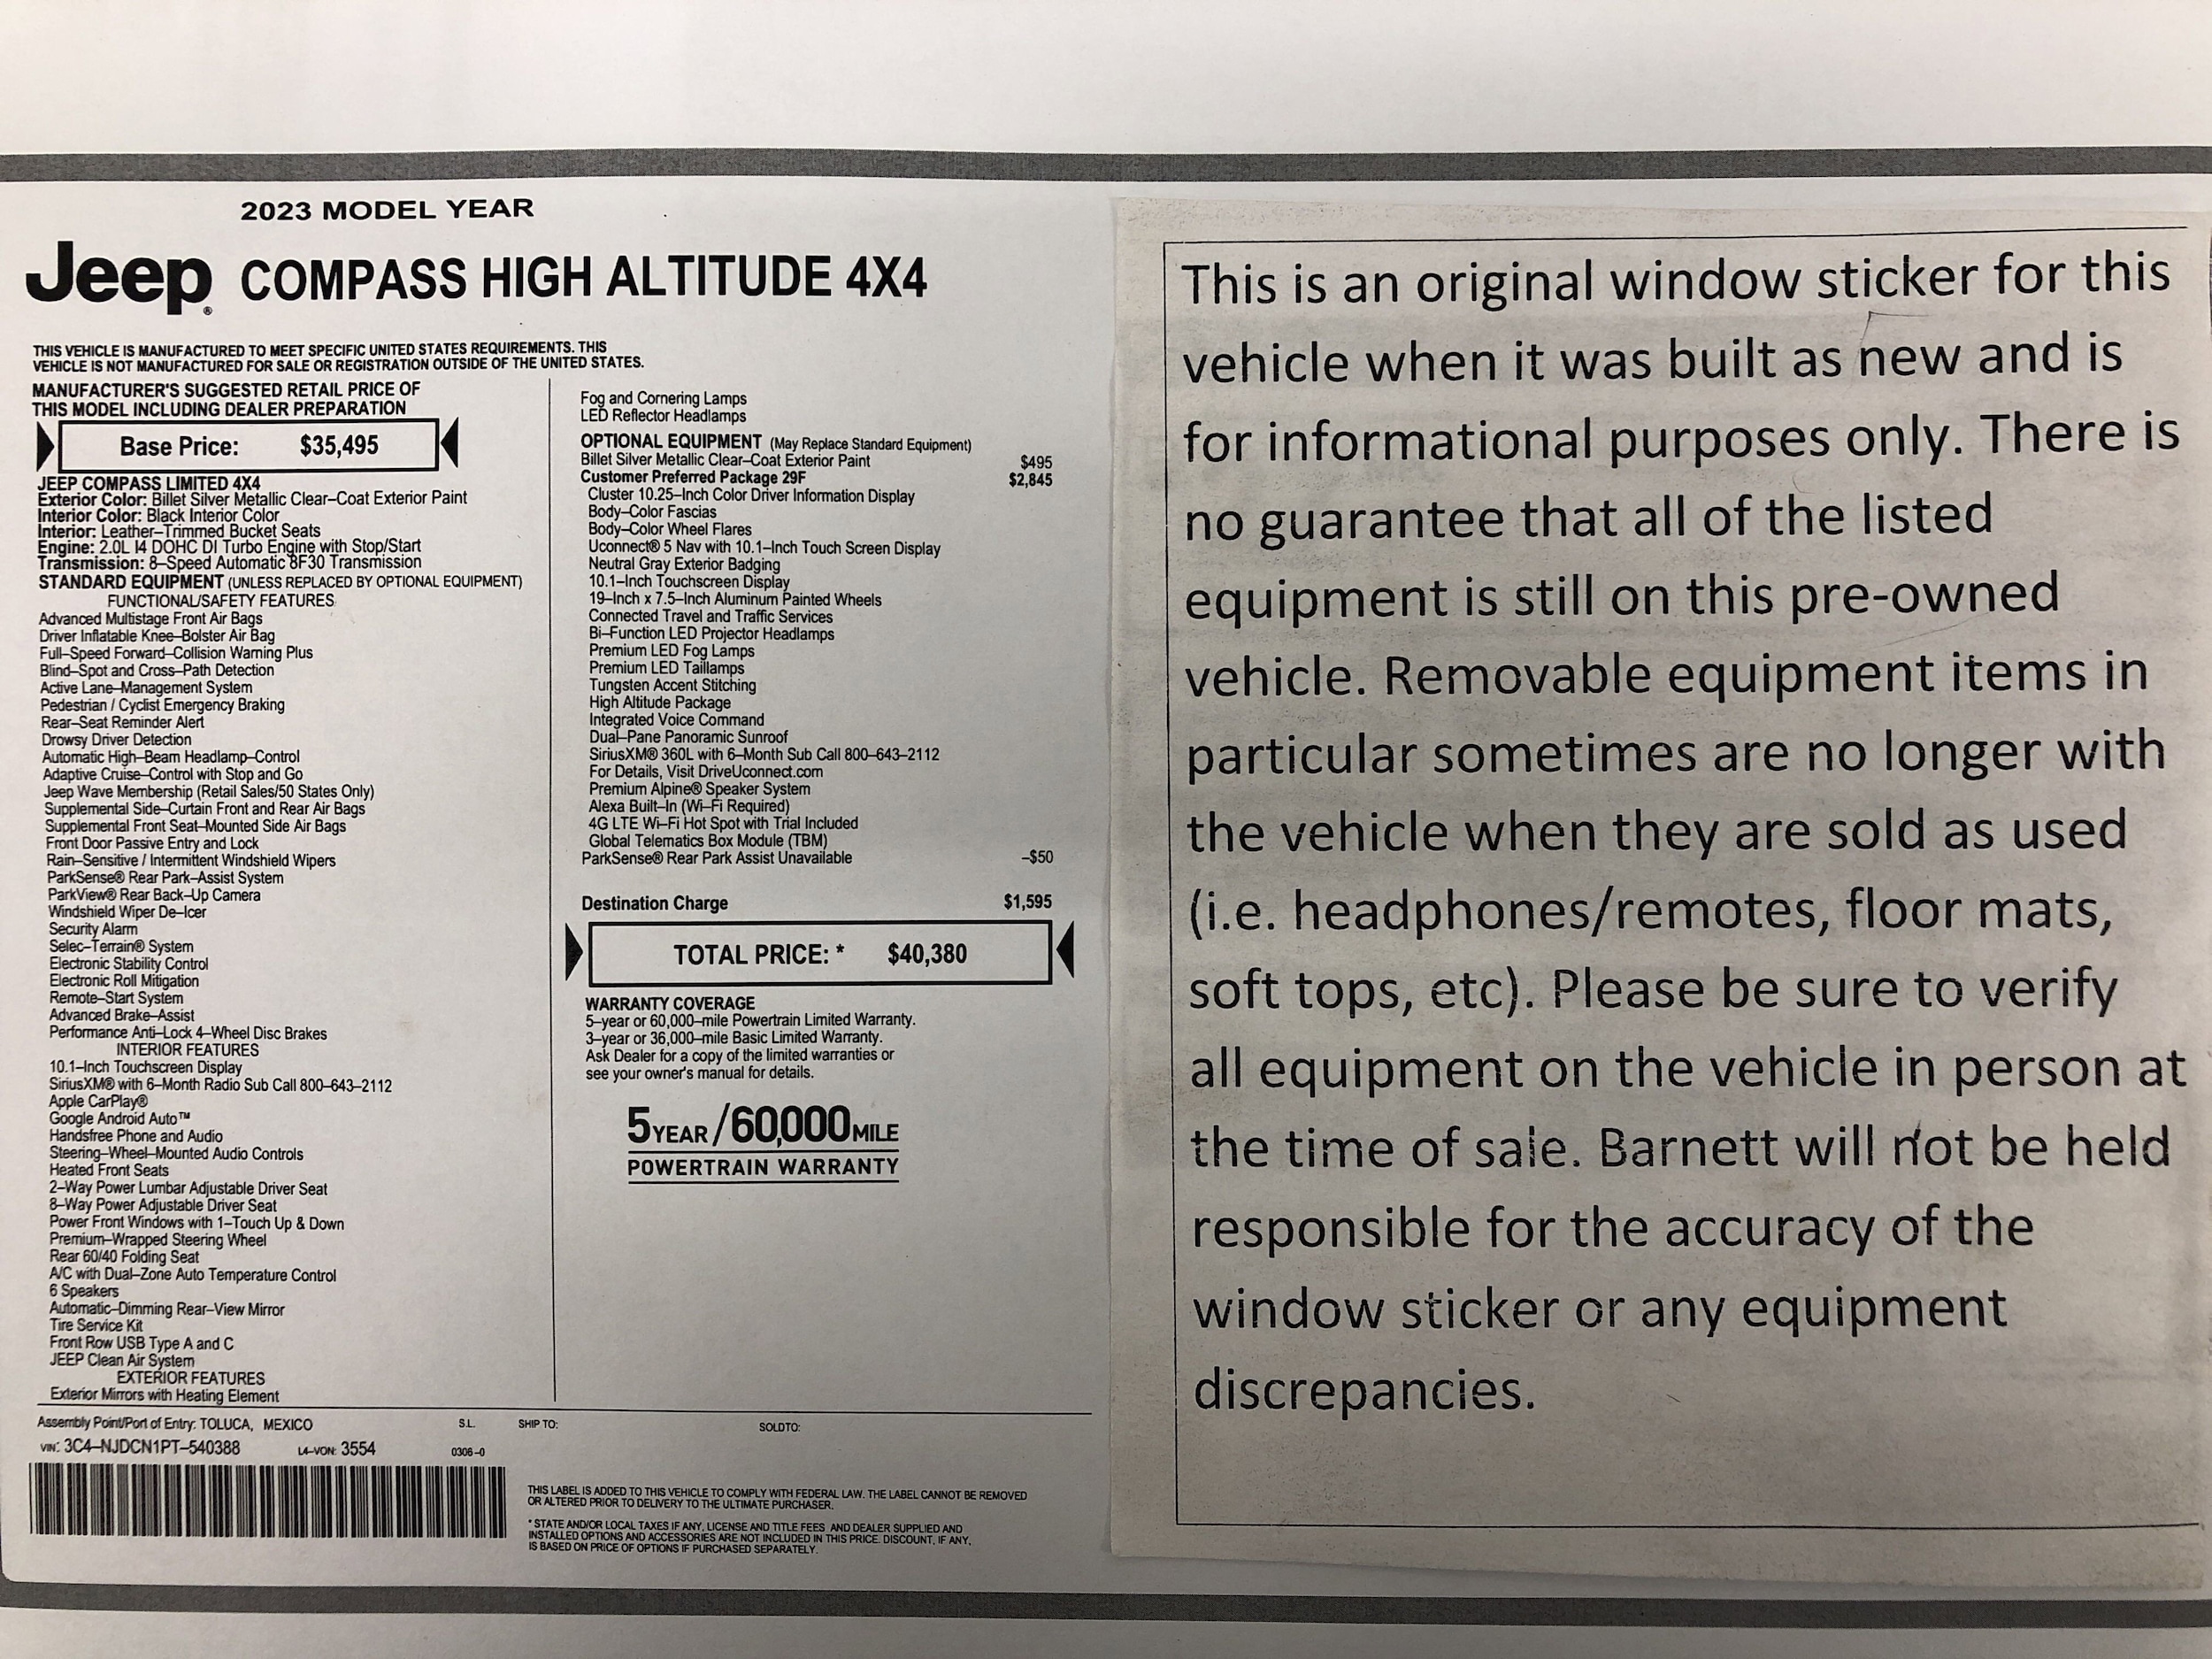 2023 MODEL YEAR
Jeep® COMPASS HIGH ALTITUDE 4X4
THIS VEHICLE IS MANUFACTURED TO MEET SPECIFIC UNITED STATES REQUIREMENTS. THIS
VEHICLE IS NOT MANUFACTURED FOR SALE OR REGISTRATION OUTSIDE OF THE UNITED STATES.
MANUFACTURER'S SUGGESTED RETAIL PRICE OF
THIS MODEL INCLUDING DEALER PREPARATION
Base Price: $35,495
JEEP COMPASS LIMITED 4X4
Exterior Color: Billet Silver Metallic Clear–Coat Exterior Paint
Interior Color: Black Interior Color
Interior: Leather–Trimmed Bucket Seats
Engine: 2.0L I4 DOHC DI Turbo Engine with Stop/Start
Transmission: 8–Speed Automatic 8F30 Transmission
STANDARD EQUIPMENT (UNLESS REPLACED BY OPTIONAL EQUIPMENT)
FUNCTIONAL/SAFETY FEATURES
Advanced Multistage Front Air Bags
Driver Inflatable Knee–Bolster Air Bag
Full–Speed Forward–Collision Warning Plus
Blind–Spot and Cross–Path Detection
Active Lane–Management System
Pedestrian / Cyclist Emergency Braking
Rear–Seat Reminder Alert
Drowsy Driver Detection
Automatic High–Beam Headlamp–Control
Adaptive Cruise–Control with Stop and Go
Jeep Wave Membership (Retail Sales/50 States Only)
Supplemental Side–Curtain Front and Rear Air Bags
Supplemental Front Seat–Mounted Side Air Bags
Front Door Passive Entry and Lock
Rain–Sensitive / Intermittent Windshield Wipers
ParkSense® Rear Park–Assist System
ParkView® Rear Back–Up Camera
Windshield Wiper De–Icer
Security Alarm
Selec–Terrain® System
Electronic Stability Control
Electronic Roll Mitigation
Remote–Start System
Advanced Brake–Assist
Performance Anti–Lock 4–Wheel Disc Brakes
INTERIOR FEATURES
10.1–Inch Touchscreen Display
SiriusXM® with 6–Month Radio Sub Call 800–643–2112
Apple CarPlay®
Google Android Auto™
Handsfree Phone and Audio
Steering–Wheel–Mounted Audio Controls
Heated Front Seats
2–Way Power Lumbar Adjustable Driver Seat
8–Way Power Adjustable Driver Seat
Power Front Windows with 1–Touch Up & Down
Premium–Wrapped Steering Wheel
Rear 60/40 Folding Seat
A/C with Dual–Zone Auto Temperature Control
6 Speakers
Automatic–Dimming Rear–View Mirror
Tire Service Kit
Front Row USB Type A and C
JEEP Clean Air System
EXTERIOR FEATURES
Exterior Mirrors with Heating Element
Fog and Cornering Lamps
LED Reflector Headlamps
OPTIONAL EQUIPMENT (May Replace Standard Equipment)
Billet Silver Metallic Clear–Coat Exterior Paint $495
Customer Preferred Package 29F $2,845
Cluster 10.25–Inch Color Driver Information Display
Body–Color Fascias
Body–Color Wheel Flares
Uconnect® 5 Nav with 10.1–Inch Touch Screen Display
Neutral Gray Exterior Badging
10.1–Inch Touchscreen Display
19–Inch x 7.5–Inch Aluminum Painted Wheels
Connected Travel and Traffic Services
Bi–Function LED Projector Headlamps
Premium LED Fog Lamps
Premium LED Taillamps
Tungsten Accent Stitching
High Altitude Package
Integrated Voice Command
Dual–Pane Panoramic Sunroof
SiriusXM® 360L with 6–Month Sub Call 800–643–2112
For Details, Visit DriveUconnect.com
Premium Alpine® Speaker System
Alexa Built–In (Wi–Fi Required)
4G LTE Wi–Fi Hot Spot with Trial Included
Global Telematics Box Module (TBM)
ParkSense® Rear Park Assist Unavailable –$50
Destination Charge $1,595
TOTAL PRICE: * $40,380
WARRANTY COVERAGE
5–year or 60,000–mile Powertrain Limited Warranty.
3–year or 36,000–mile Basic Limited Warranty.
Ask Dealer for a copy of the limited warranties or
see your owner's manual for details.
5YEAR/60,000MILE
POWERTRAIN WARRANTY
Assembly Point/Port of Entry: TOLUCA, MEXICO S.L. SHIP TO: SOLDTO:
VIN: 3C4–NJDCN1PT–540388 L4–VON: 3554 0306–0
THIS LABEL IS ADDED TO THIS VEHICLE TO COMPLY WITH FEDERAL LAW. THE LABEL CANNOT BE REMOVED
OR ALTERED PRIOR TO DELIVERY TO THE ULTIMATE PURCHASER.
* STATE AND/OR LOCAL TAXES IF ANY, LICENSE AND TITLE FEES AND DEALER SUPPLIED AND
INSTALLED OPTIONS AND ACCESSORIES ARE NOT INCLUDED IN THIS PRICE. DISCOUNT, IF ANY,
IS BASED ON PRICE OF OPTIONS IF PURCHASED SEPARATELY.
This is an original window sticker for this
vehicle when it was built as new and is
for informational purposes only. There is
no guarantee that all of the listed
equipment is still on this pre-owned
vehicle. Removable equipment items in
particular sometimes are no longer with
the vehicle when they are sold as used
(i.e. headphones/remotes, floor mats,
soft tops, etc). Please be sure to verify
all equipment on the vehicle in person at
the time of sale. Barnett will not be held
responsible for the accuracy of the
window sticker or any equipment
discrepancies.